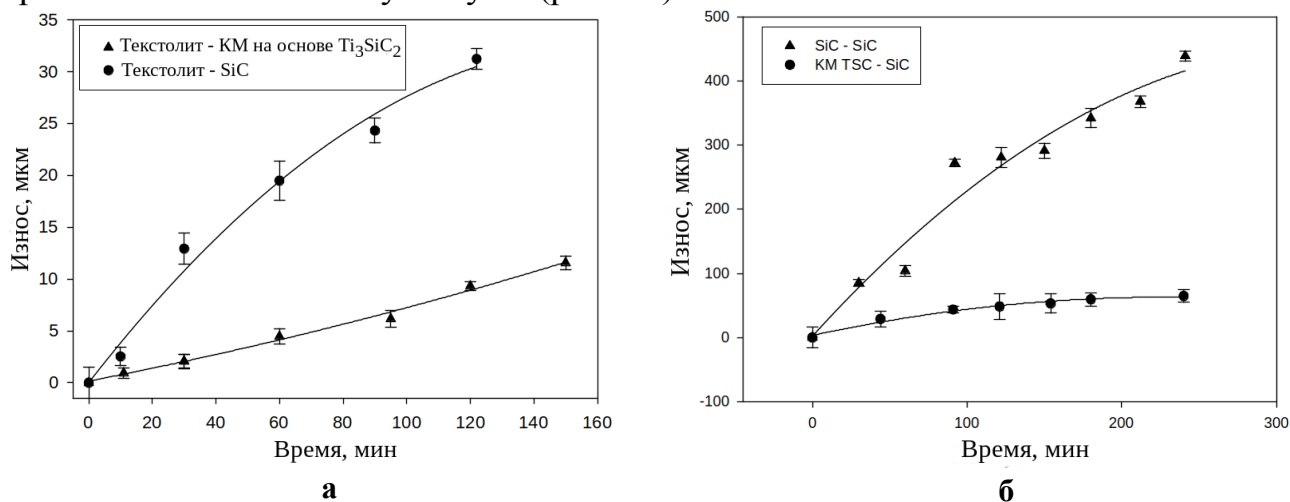 50
35
30
25
20
15
10
5
0
Износ, мкм
▲ Текстолит - КМ на основе Ti₃SiC₂
● Текстолит - SiC
0 20 40 60 80 100 120 140 160
Время, мин
а
500
400
300
200
100
0
-100
Износ, мкм
▲ SiC - SiC
● KM TSC - SiC
0 100 200 300
Время, мин
б